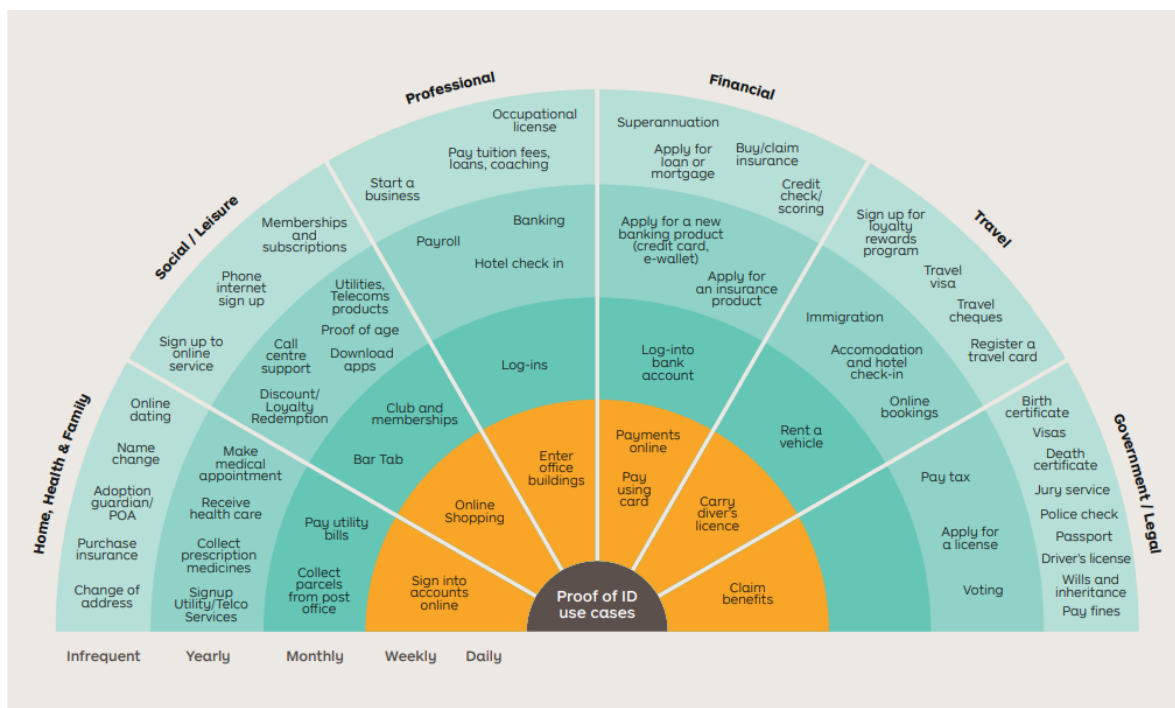 Professional
Financial
Social / Leisure
Travel
Home, Health & Family
Government / Legal
Online
dating
Name
change
Adoption
guardian/
POA
Purchase
insurance
Change of
address
Make
medical
appointment
Receive
health care
Collect
prescription
medicines
Signup
Utility/Telco
Services
Pay utility
bills
Collect
parcels
from post
office
Sign into
accounts
online
Memberships
and
subscriptions
Phone
internet
sign up
Sign up to
online
service
Utilities,
Telecoms
products
Proof of age
Call
centre
support
Download
apps
Discount/
Loyalty
Redemption
Club and
memberships
Bar Tab
Online
Shopping
Occupational
license
Pay tuition fees,
loans, coaching
Start a
business
Banking
Payroll
Hotel check in
Log-ins
Enter
office
buildings
Superannuation
Apply for
loan or
mortgage
Buy/claim
insurance
Credit
check/
scoring
Apply for a new
banking product
(credit card,
e-wallet)
Apply for
an insurance
product
Log-into
bank
account
Payments
online
Pay
using
card
Sign up for
loyalty
rewards
program
Travel
visa
Travel
cheques
Register a
travel card
Immigration
Accomodation
and hotel
check-in
Online
bookings
Rent a
vehicle
Carry
diver's
licence
Birth
certificate
Visas
Death
certificate
Jury service
Police check
Passport
Driver's license
Wills and
inheritance
Pay fines
Pay tax
Apply for
a license
Voting
Claim
benefits
Proof of ID
use cases
Infrequent
Yearly
Monthly
Weekly
Daily